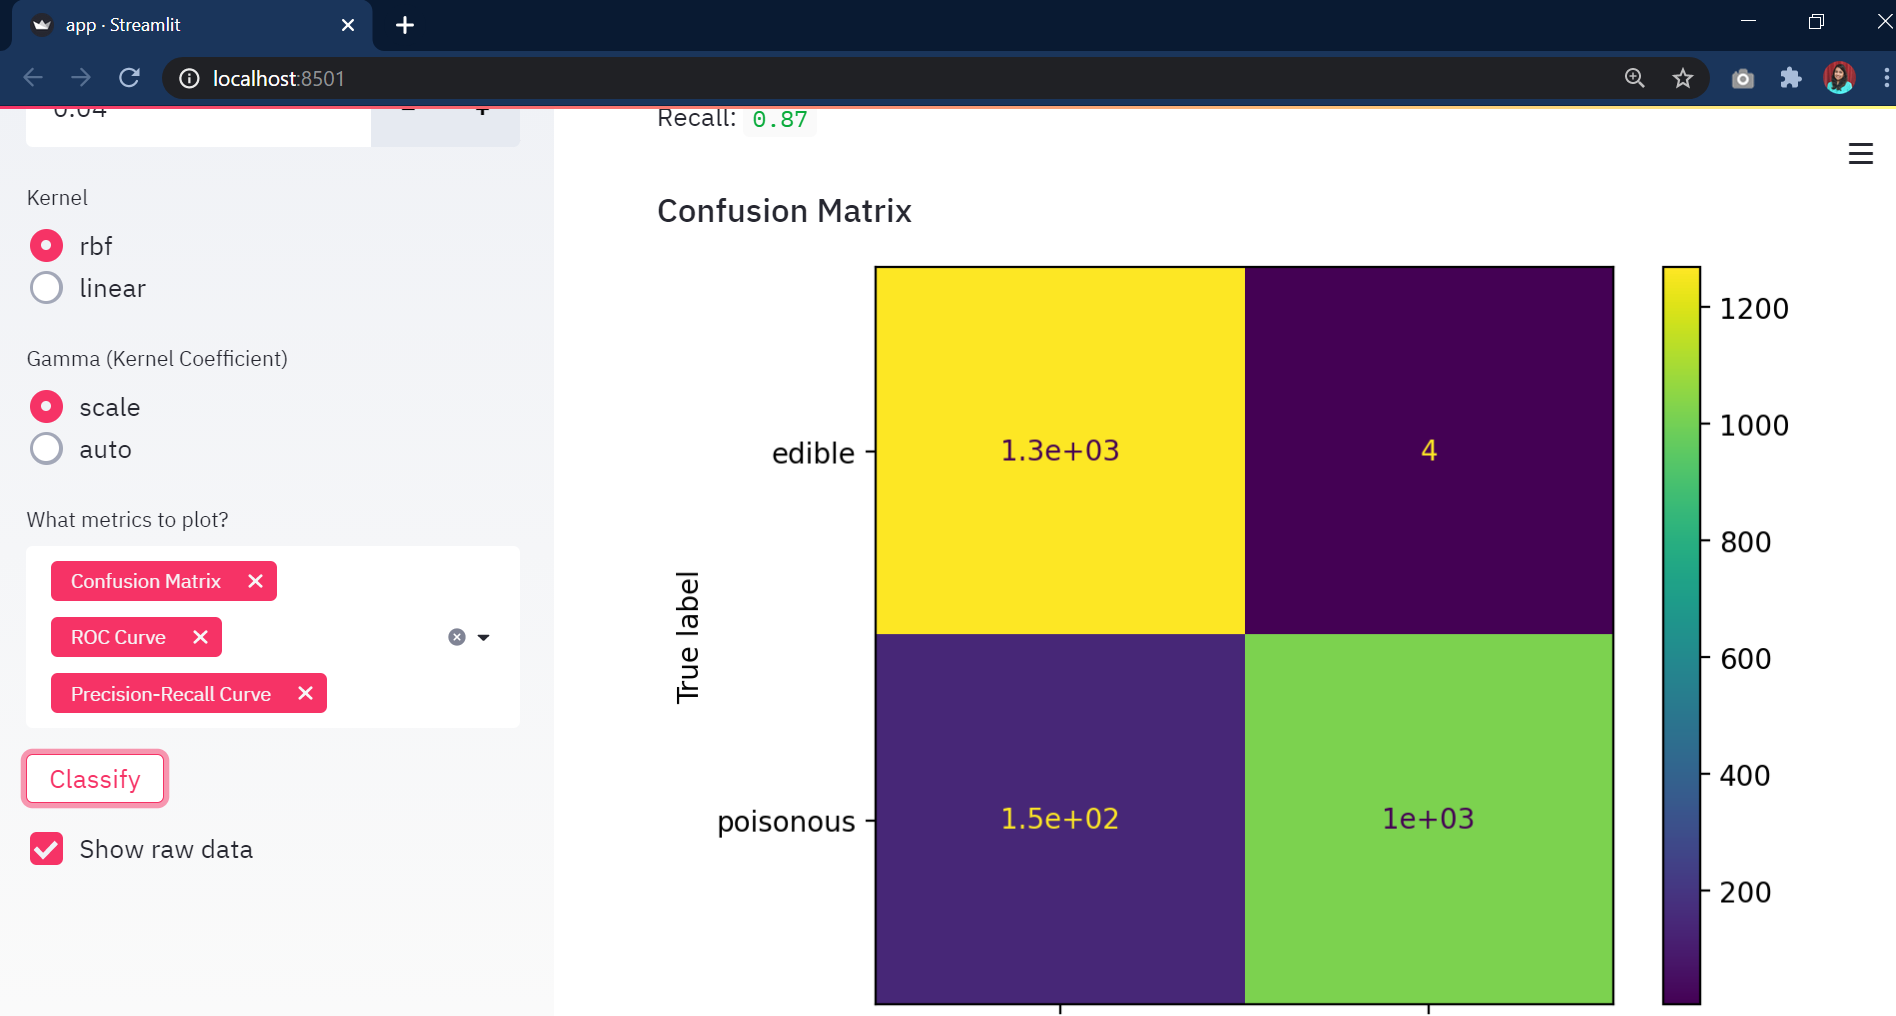 app · Streamlit
localhost:8501
0.04
Kernel
rbf
linear
Gamma (Kernel Coefficient)
scale
auto
What metrics to plot?
Confusion Matrix
ROC Curve
Precision-Recall Curve
Classify
Show raw data
Recall: 0.87
Confusion Matrix
True label
edible
1.3e+03
4
poisonous
1.5e+02
1e+03
1200
1000
800
600
400
200